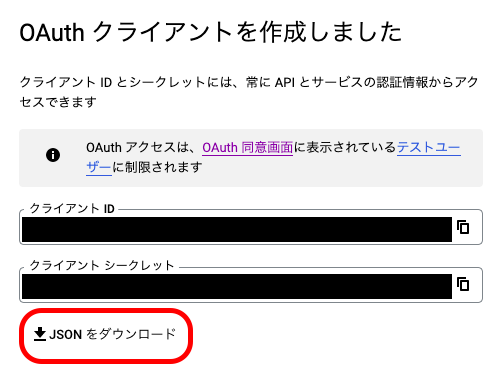 OAuth クライアントを作成しました
クライアント ID とシークレットには、常に API とサービスの認証情報からアク
セスできます
OAuth アクセスは、OAuth 同意画面に表示されているテストユー
ザーに制限されます
クライアント ID
クライアント シークレット
JSON をダウンロード